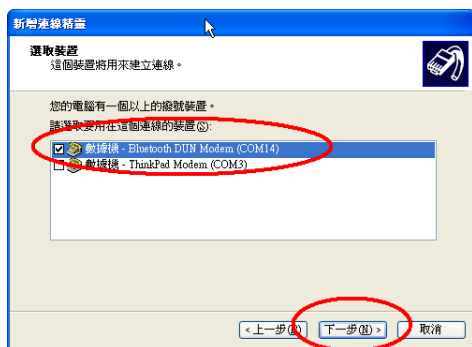 新增連線精靈
選取裝置
這個裝置將用來建立連線。
您的電腦有一個以上的撥號裝置。
請選取要用在這個連線的裝置(S):
數據機 - Bluetooth DUN Modem (COM14)
數據機 - ThinkPad Modem (COM3)
<上一步(B) 下一步(N)> 取消